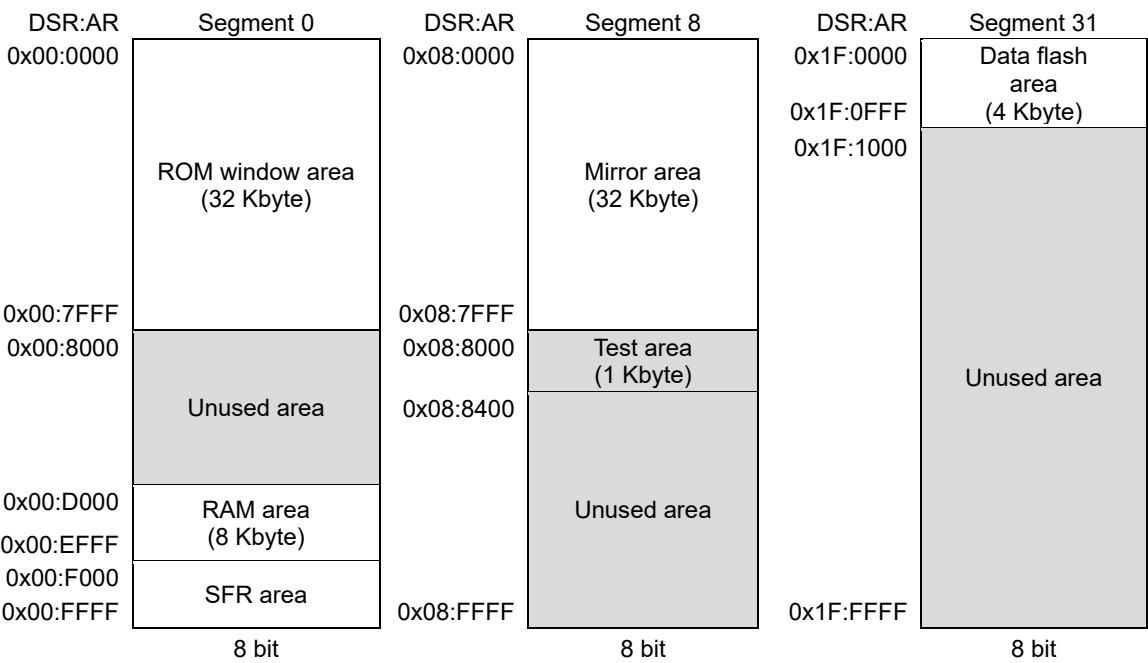 DSR:AR Segment 0 DSR:AR Segment 8 DSR:AR Segment 31
0x00:0000
ROM window area
(32 Kbyte)
0x00:7FFF
0x00:8000
Unused area
0x00:D000
RAM area
(8 Kbyte)
0x00:EFFF
0x00:F000
SFR area
0x00:FFFF
8 bit
0x08:0000
Mirror area
(32 Kbyte)
0x08:7FFF
0x08:8000
Test area
(1 Kbyte)
0x08:8400
Unused area
0x08:FFFF
8 bit
0x1F:0000
Data flash
area
(4 Kbyte)
0x1F:0FFF
0x1F:1000
Unused area
0x1F:FFFF
8 bit